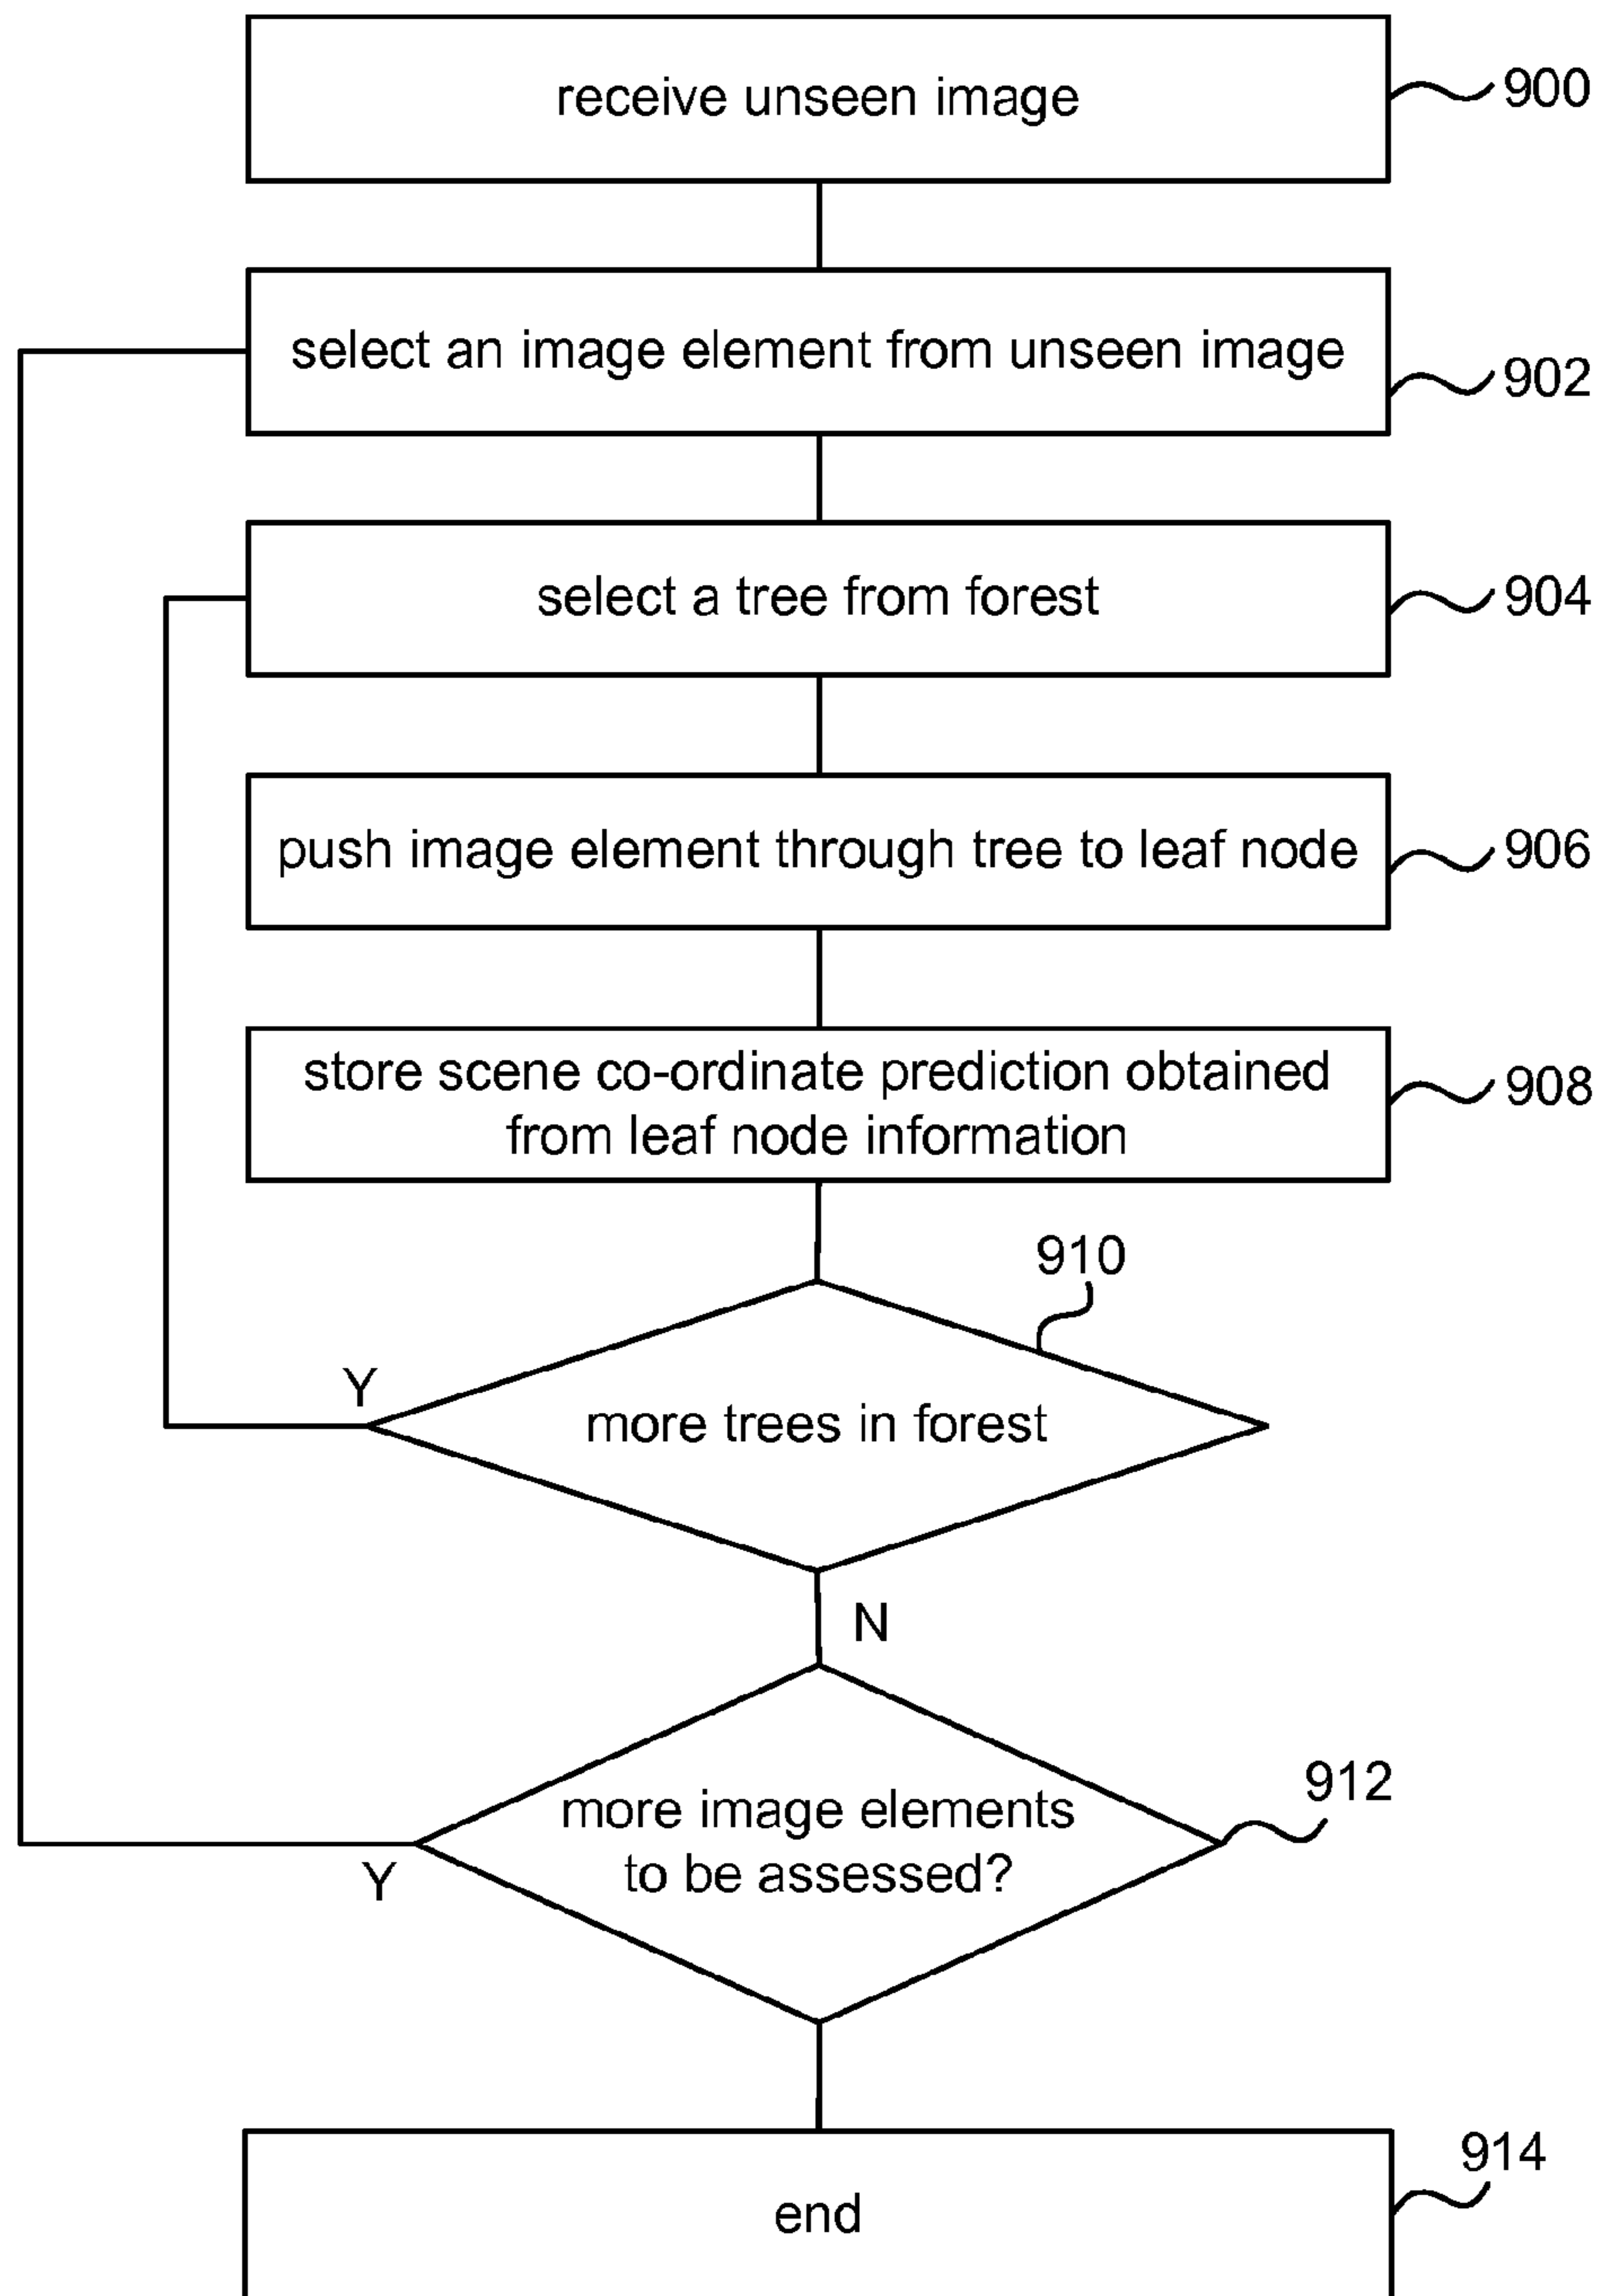 receive unseen image
900
select an image element from unseen image
902
select a tree from forest
904
push image element through tree to leaf node
906
store scene co-ordinate prediction obtained
from leaf node information
908
910
Y
more trees in forest
N
912
more image elements
to be assessed?
Y
914
end